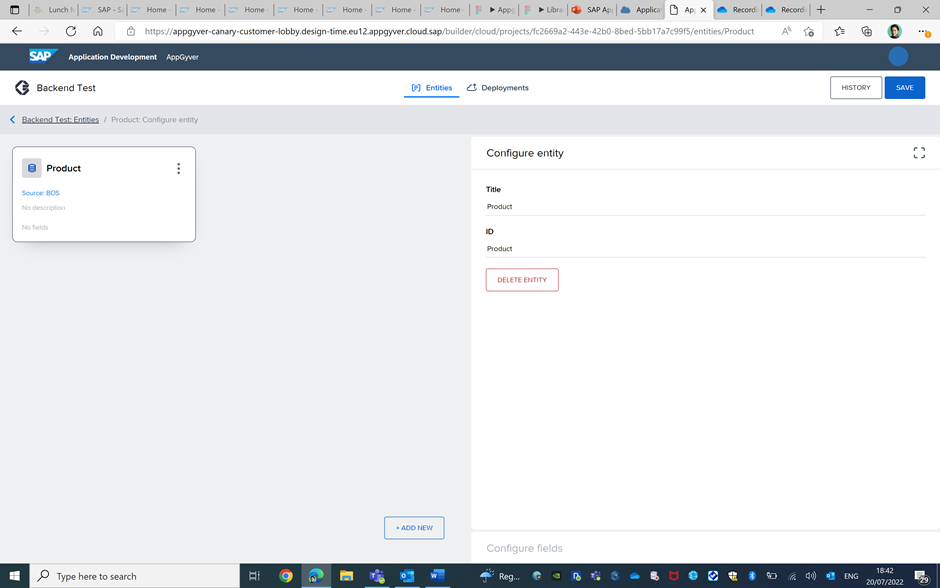 Lunch
SAP - SA
Home
Home
Home
Home
Home
Home
Home
Appg
Libra
SAP Ap
Applica
Ap
Record
Record
https://appgyver-canary-customer-lobby.design-time.eu12.appgyver.cloud.sap/builder/cloud/projects/fc2669a2-443e-42b0-8bed-5bb17a7c99f5/entities/Product
SAP Application Development AppGyver
Backend Test Entities Deployments HISTORY SAVE
Backend Test: Entities / Product: Configure entity
Product
Source: BOS
No description
No fields
+ ADD NEW
Configure entity
Title
Product
ID
Product
DELETE ENTITY
Configure fields
Type here to search
Reg...
ENG
18:42
20/07/2022
29